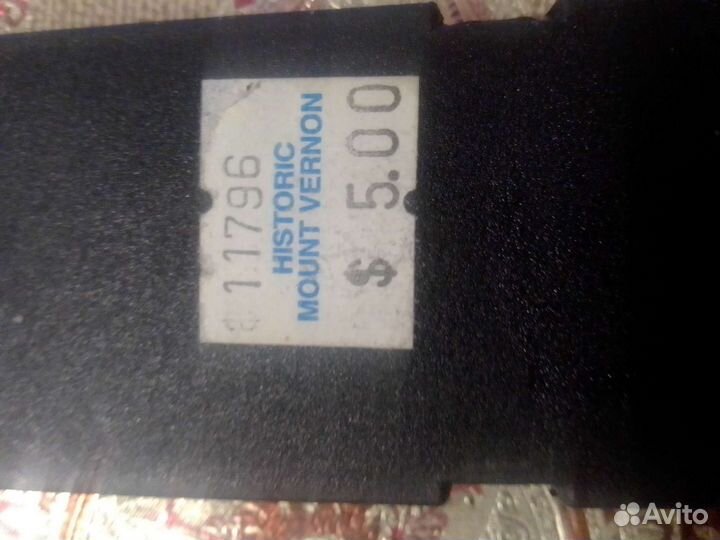 11796
HISTORIC
MOUNT VERNON
$ 5.00
Avito